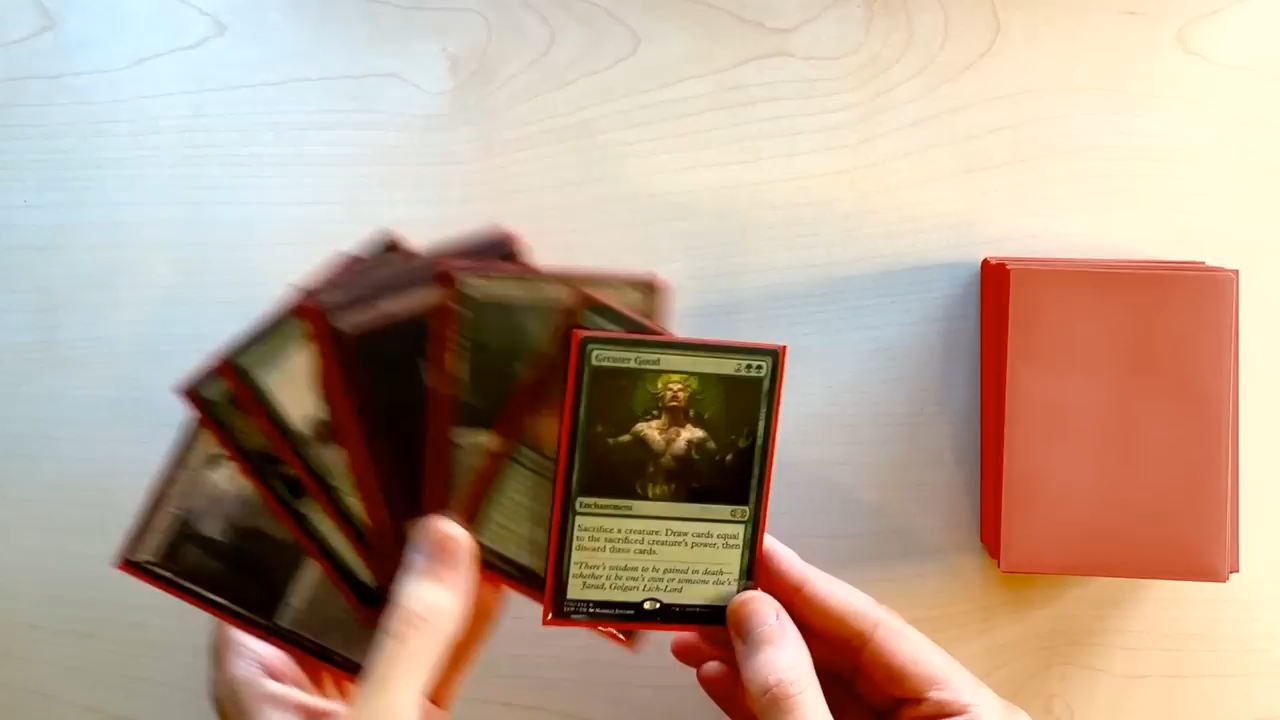 Greater Good 2
Enchantment
Sacrifice a creature: Draw cards equal
to the sacrificed creature's power, then
discard three cards.
"There's wisdom to be gained in death—
whether it be one's own or someone else's."
Jarad, Golgari Lich-Lord